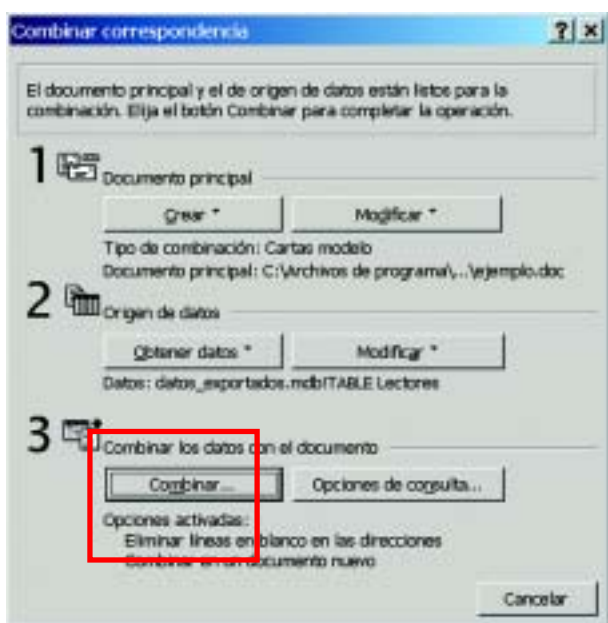 Combinar correspondencia
El documento principal y el de origen de datos están listos para la
combinación. Elija el botón Combinar para completar la operación.
1 Documento principal
Crear Modificar
Tipo de combinación: Cartas modelo
Documento principal: C:\Archivos de programa\...\ejemplo.doc
2 Origen de datos
Obtener datos Modificar
Datos: datos_exportados.mdb!TABLE Lectores
3 Combinar los datos con el documento
Combinar... Opciones de consulta...
Opciones activadas:
Eliminar líneas en blanco en las direcciones
Combinar en un documento nuevo
Cancelar